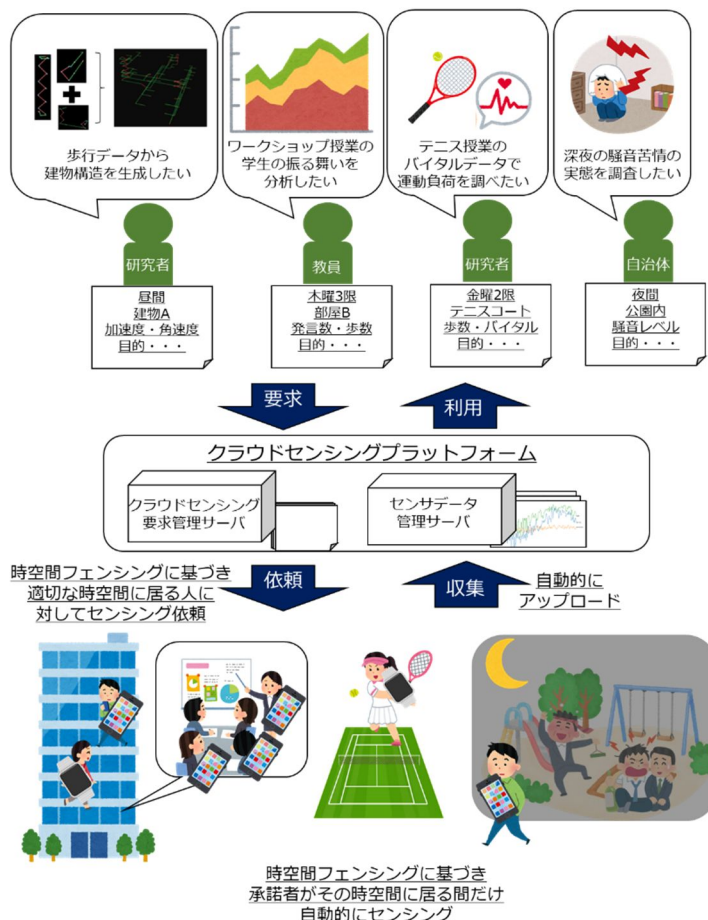 歩行データから
建物構造を生成したい
ワークショップ授業の
学生の振る舞いを
分析したい
テニス授業の
バイタルデータで
運動負荷を調べたい
深夜の騒音苦情の
実態を調査したい
研究者
教員
研究者
自治体
昼間
建物A
加速度・角速度
目的・・・
木曜3限
部屋B
発言数・歩数
目的・・・
金曜2限
テニスコート
歩数・バイタル
目的・・・
夜間
公園内
騒音レベル
目的・・・
要求
利用
クラウドセンシングプラットフォーム
クラウドセンシング
要求管理サーバ
センサデータ
管理サーバ
時空間フェンシングに基づき
適切な時空間に居る人に
対してセンシング依頼
依頼
収集
自動的に
アップロード
時空間フェンシングに基づき
承諾者がその時空間に居る間だけ
自動的にセンシング